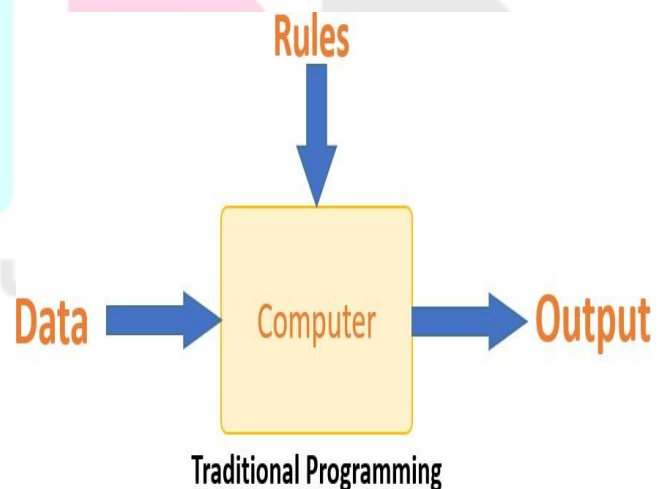 Rules
Data
Computer
Output
Traditional Programming